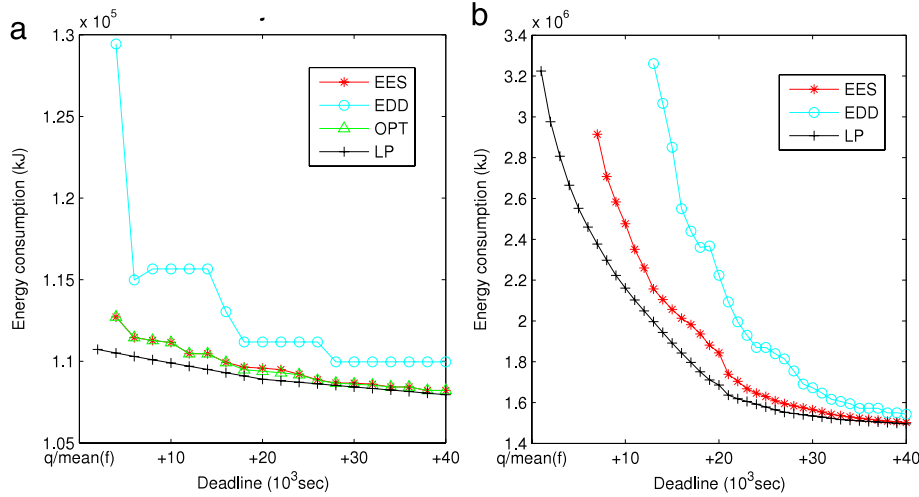 a
x 10^5
1.3
1.25
1.2
1.15
1.1
1.05
Energy consumption (kJ)
q/mean(f)
+10
+20
+30
+40
Deadline (10^3sec)
EES
EDD
OPT
LP
b
x 10^6
3.4
3.2
3
2.8
2.6
2.4
2.2
2
1.8
1.6
1.4
Energy consumption (kJ)
q/mean(f)
+10
+20
+30
+40
Deadline (10^3sec)
EES
EDD
LP